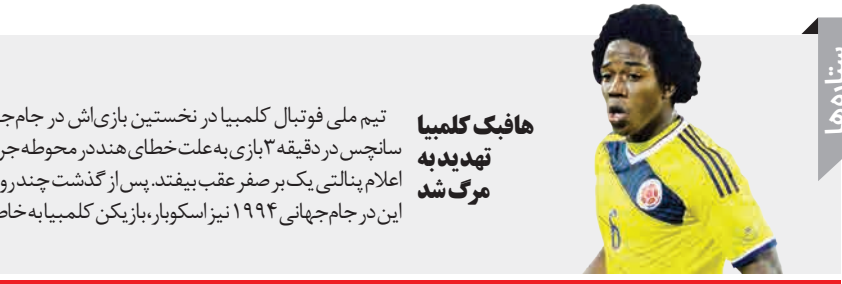 ستاره‌ها
هافبک کلمبیا
تهدید به
مرگ شد
تیم ملی فوتبال کلمبیا در نخستین بازی‌اش در جام‌ج
سانچس در دقیقه ۳ بازی به علت خطای هند در محوطه جر
اعلام پنالتی یک بر صفر عقب بیفتد. پس از گذشت چند رو
این در جام‌جهانی ۱۹۹۴ نیز اسکوبار، بازیکن کلمبیا به خاط
6